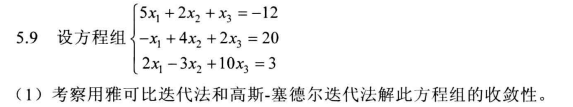 5.9 设方程组 { 5x₁ + 2x₂ + x₃ = −12
−x₁ + 4x₂ + 2x₃ = 20
2x₁ − 3x₂ + 10x₃ = 3
（1）考察用雅可比迭代法和高斯-塞德尔迭代法解此方程组的收敛性。